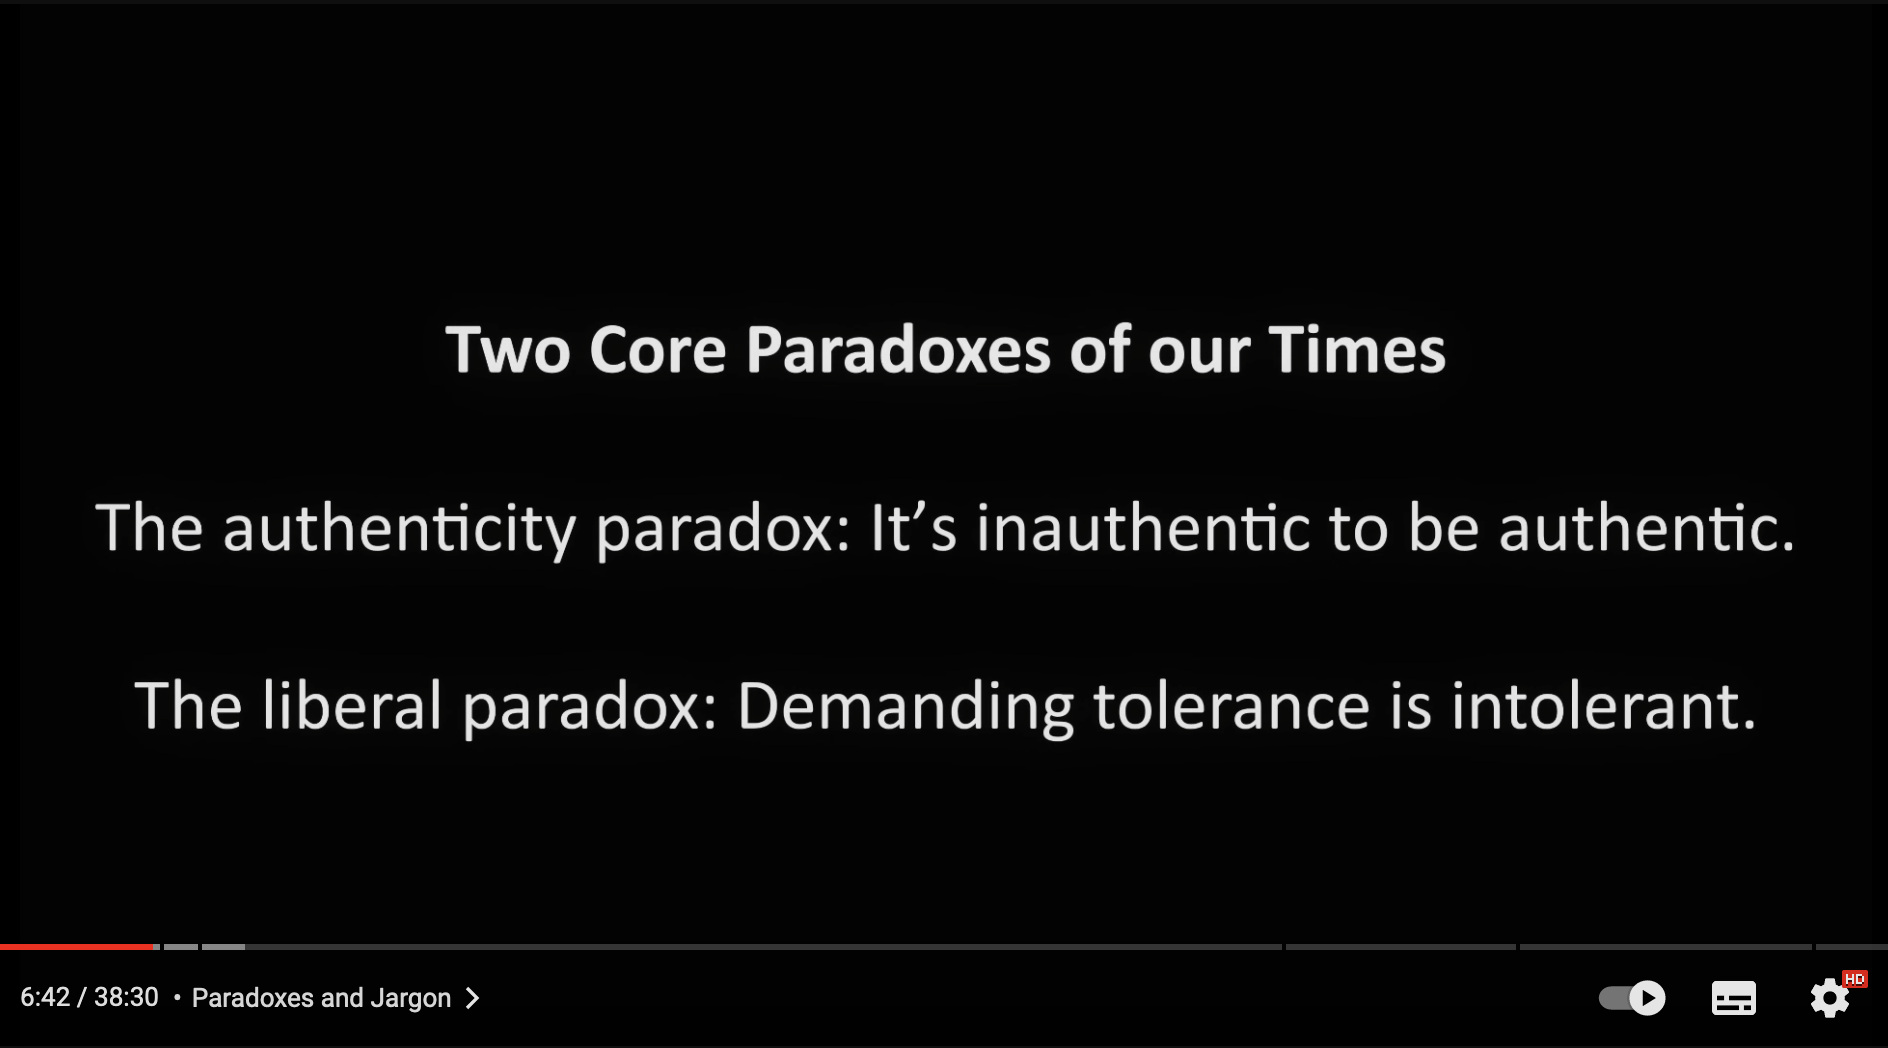 Two Core Paradoxes of our Times
The authenticity paradox: It’s inauthentic to be authentic.
The liberal paradox: Demanding tolerance is intolerant.
6:42 / 38:30 • Paradoxes and Jargon
HD